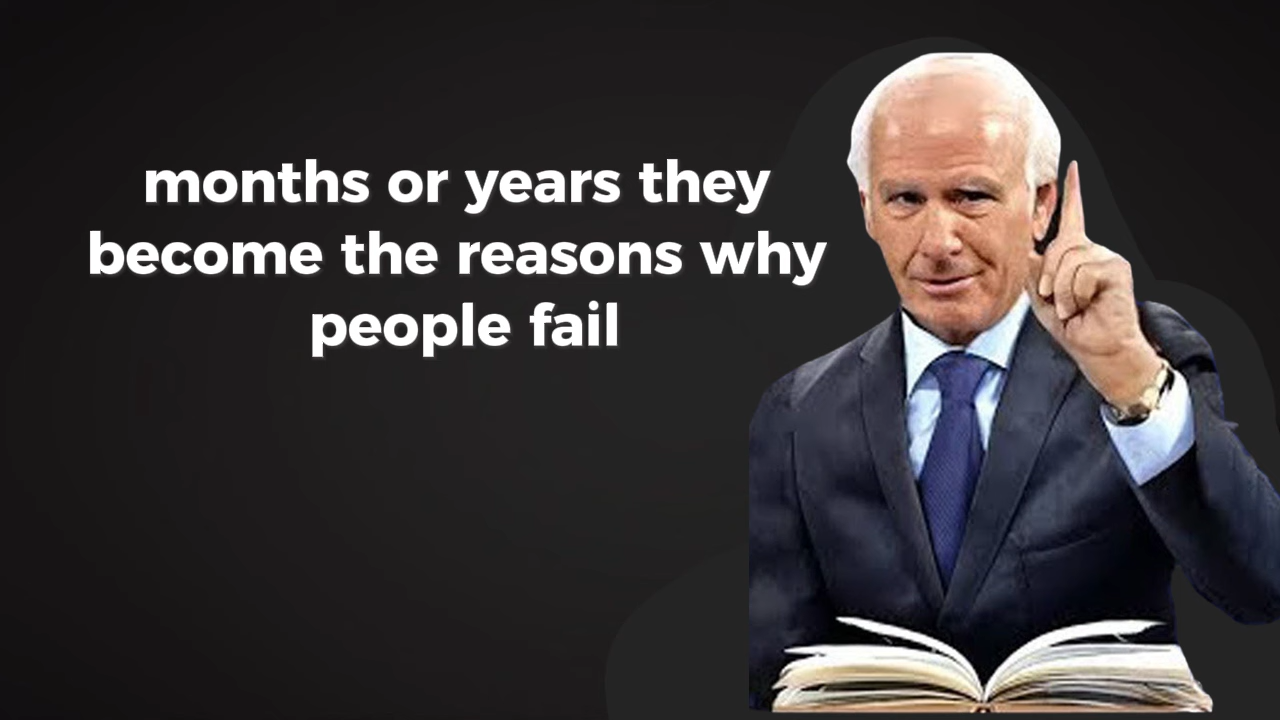 months or years they
become the reasons why
people fail